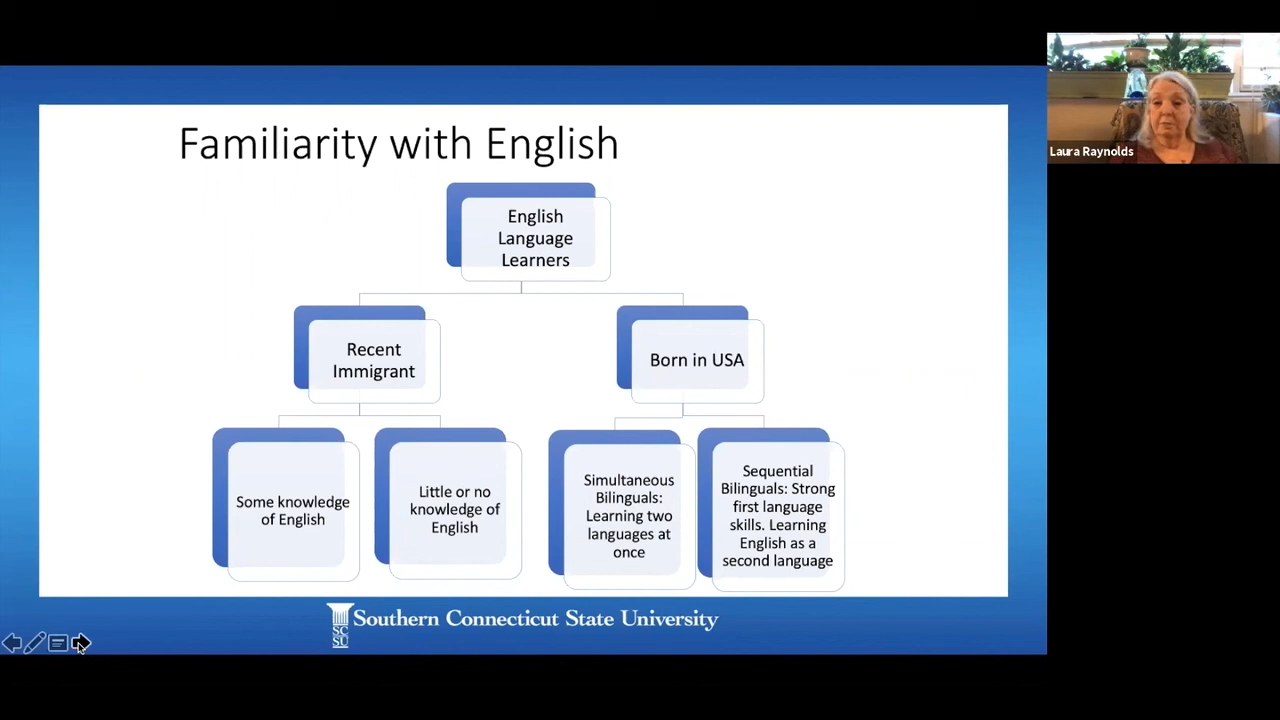 Familiarity with English
English
Language
Learners
Recent
Immigrant
Born in USA
Some knowledge
of English
Little or no
knowledge of
English
Simultaneous
Bilinguals:
Learning two
languages at
once
Sequential
Bilinguals: Strong
first language
skills. Learning
English as a
second language
SC
SU
Southern Connecticut State University
Laura Raynolds